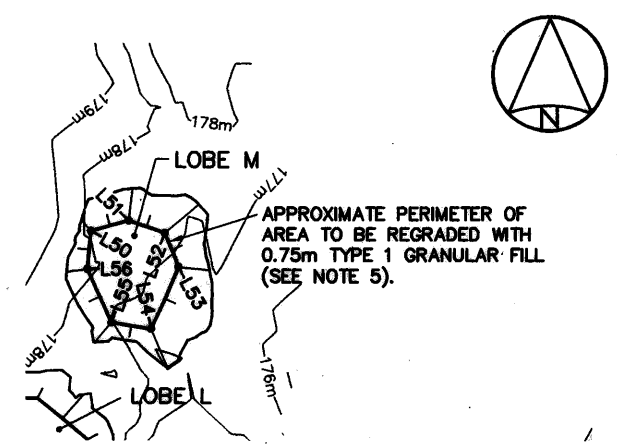 N
179m
178m
178m
LOBE M
177m
L51
L50
L52
L56
L55
L54
L53
APPROXIMATE PERIMETER OF
AREA TO BE REGRADED WITH
0.75m TYPE 1 GRANULAR FILL
(SEE NOTE 5).
178m
176m
LOBE L